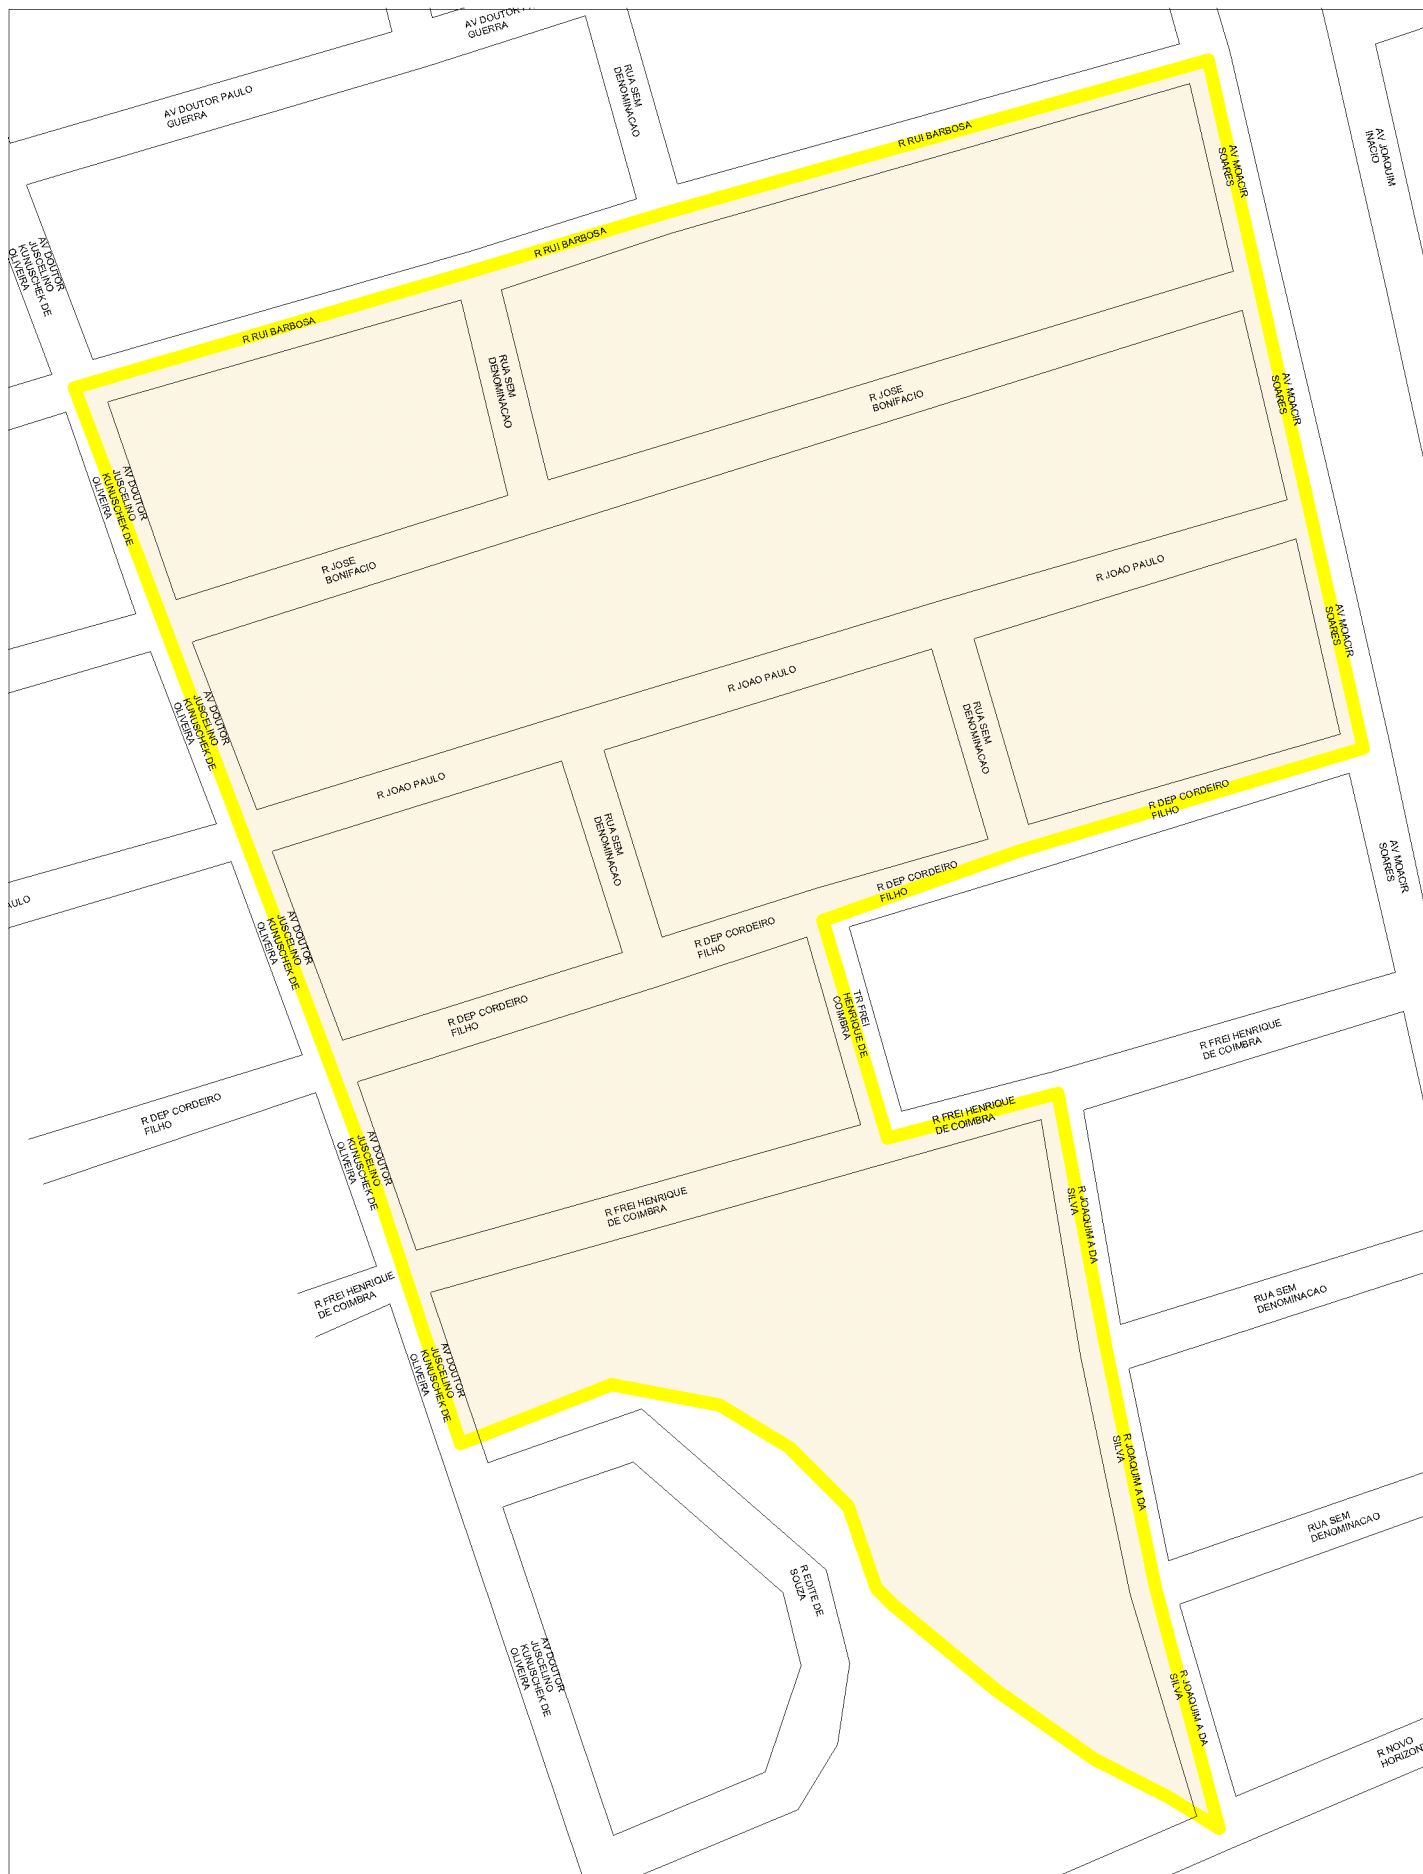 AV DOUTOR
GUERRA
AV DOUTOR PAULO
GUERRA
RUA SEM
DENOMINACAO
R RUI BARBOSA
AV MOACIR
SOARES
AV JOAQUIM
INACIO
R RUI BARBOSA
AV DOUTOR
JUSCELINO
KUNUSCHEK DE
OLIVEIRA
R RUI BARBOSA
RUA SEM
DENOMINACAO
R JOSE
BONIFACIO
AV MOACIR
SOARES
AV DOUTOR
JUSCELINO
KUNUSCHEK DE
OLIVEIRA
R JOSE
BONIFACIO
R JOAO PAULO
AV MOACIR
SOARES
R JOAO PAULO
AV DOUTOR
JUSCELINO
KUNUSCHEK DE
OLIVEIRA
RUA SEM
DENOMINACAO
R JOAO PAULO
R DEP CORDEIRO
FILHO
RUA SEM
DENOMINACAO
AV MOACIR
SOARES
R DEP CORDEIRO
FILHO
AULO
AV DOUTOR
JUSCELINO
KUNUSCHEK DE
OLIVEIRA
R DEP CORDEIRO
FILHO
R DEP CORDEIRO
FILHO
TR FREI
HENRIQUE DE
COIMBRA
R FREI HENRIQUE
DE COIMBRA
R DEP CORDEIRO
FILHO
R FREI HENRIQUE
DE COIMBRA
AV DOUTOR
JUSCELINO
KUNUSCHEK DE
OLIVEIRA
R FREI HENRIQUE
DE COIMBRA
R JOAQUIM A DA
SILVA
R FREI HENRIQUE
DE COIMBRA
RUA SEM
DENOMINACAO
AV DOUTOR
JUSCELINO
KUNUSCHEK DE
OLIVEIRA
R JOAQUIM A DA
SILVA
RUA SEM
DENOMINACAO
R EDITE DE
SOUZA
AV DOUTOR
JUSCELINO
KUNUSCHEK DE
OLIVEIRA
R JOAQUIM A DA
SILVA
R NOVO
HORIZON